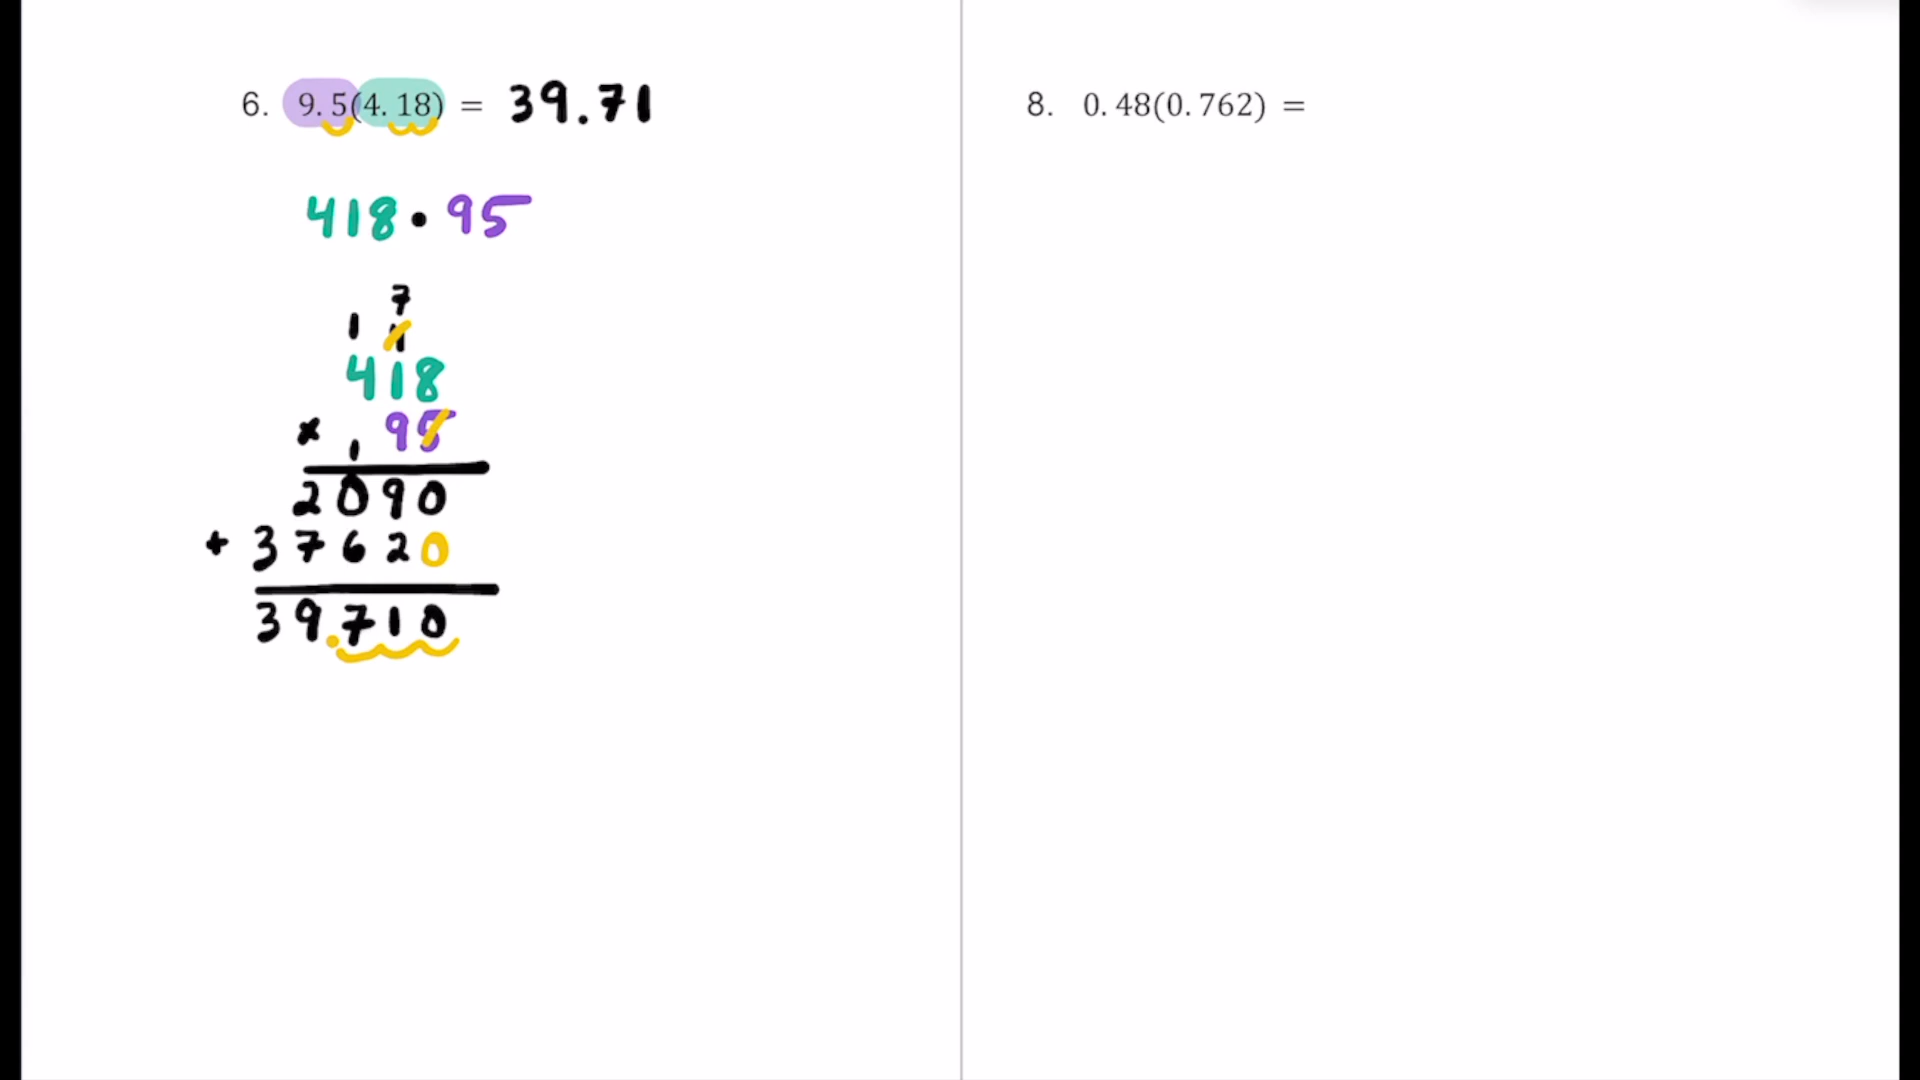 6. 9.5(4.18) = 39.71
418 · 95
7
1 4
418
× 95
1
2090
+ 37620
39.710
8. 0.48(0.762) =